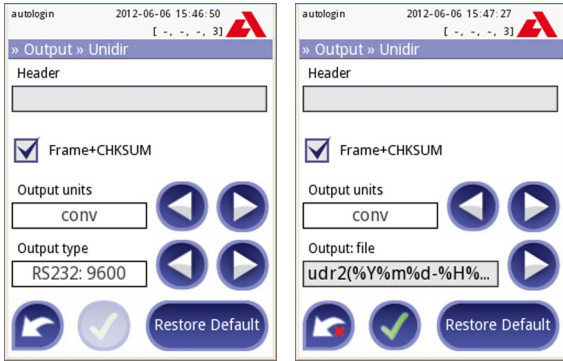 autologin 2012-06-06 15:46:50
[ -, -, -, 3]
» Output » Unidir
Header
Frame+CHKSUM
Output units
conv
Output type
RS232: 9600
Restore Default
autologin 2012-06-06 15:47:27
[ -, -, -, 3]
» Output » Unidir
Header
Frame+CHKSUM
Output units
conv
Output: file
udr2(%Y%m%d-%H%...
Restore Default